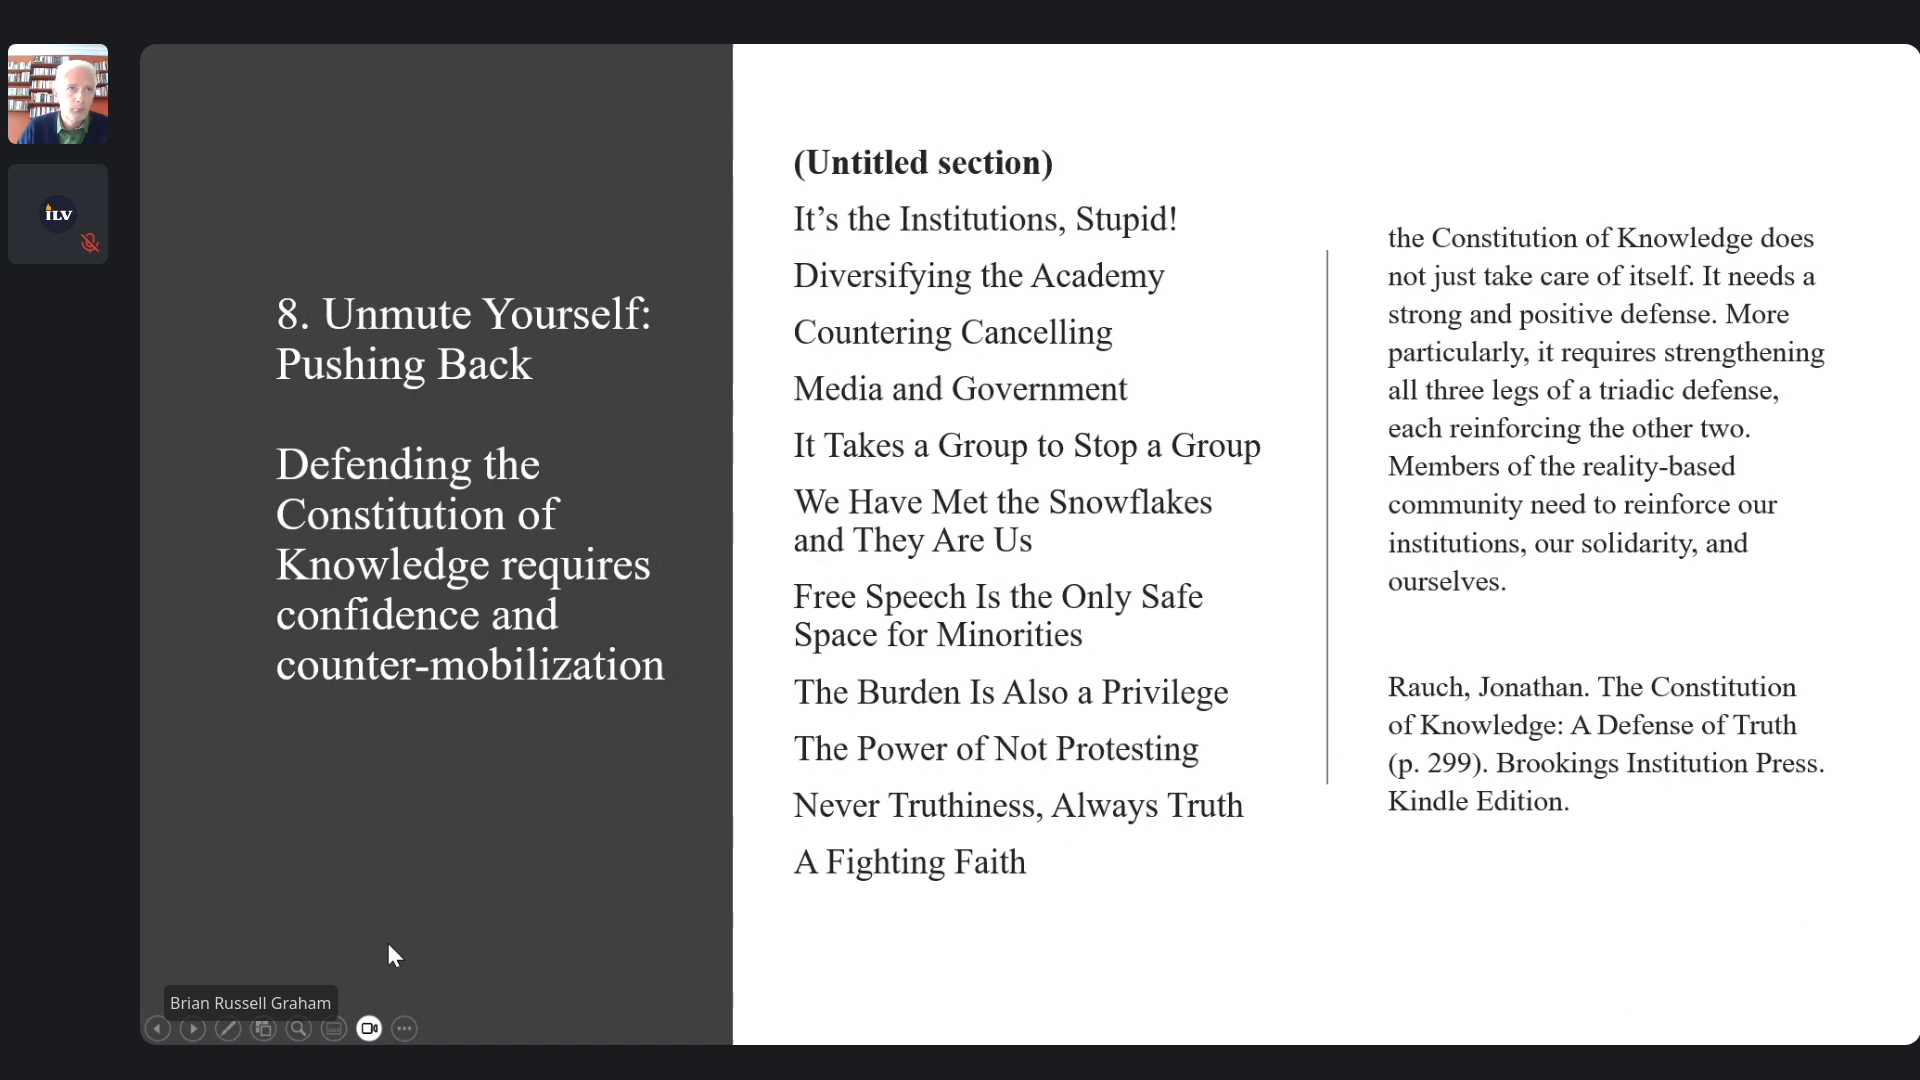 ILV
8. Unmute Yourself:
Pushing Back
Defending the
Constitution of
Knowledge requires
confidence and
counter-mobilization
(Untitled section)
It’s the Institutions, Stupid!
Diversifying the Academy
Countering Cancelling
Media and Government
It Takes a Group to Stop a Group
We Have Met the Snowflakes
and They Are Us
Free Speech Is the Only Safe
Space for Minorities
The Burden Is Also a Privilege
The Power of Not Protesting
Never Truthiness, Always Truth
A Fighting Faith
the Constitution of Knowledge does
not just take care of itself. It needs a
strong and positive defense. More
particularly, it requires strengthening
all three legs of a triadic defense,
each reinforcing the other two.
Members of the reality-based
community need to reinforce our
institutions, our solidarity, and
ourselves.
Rauch, Jonathan. The Constitution
of Knowledge: A Defense of Truth
(p. 299). Brookings Institution Press.
Kindle Edition.
Brian Russell Graham